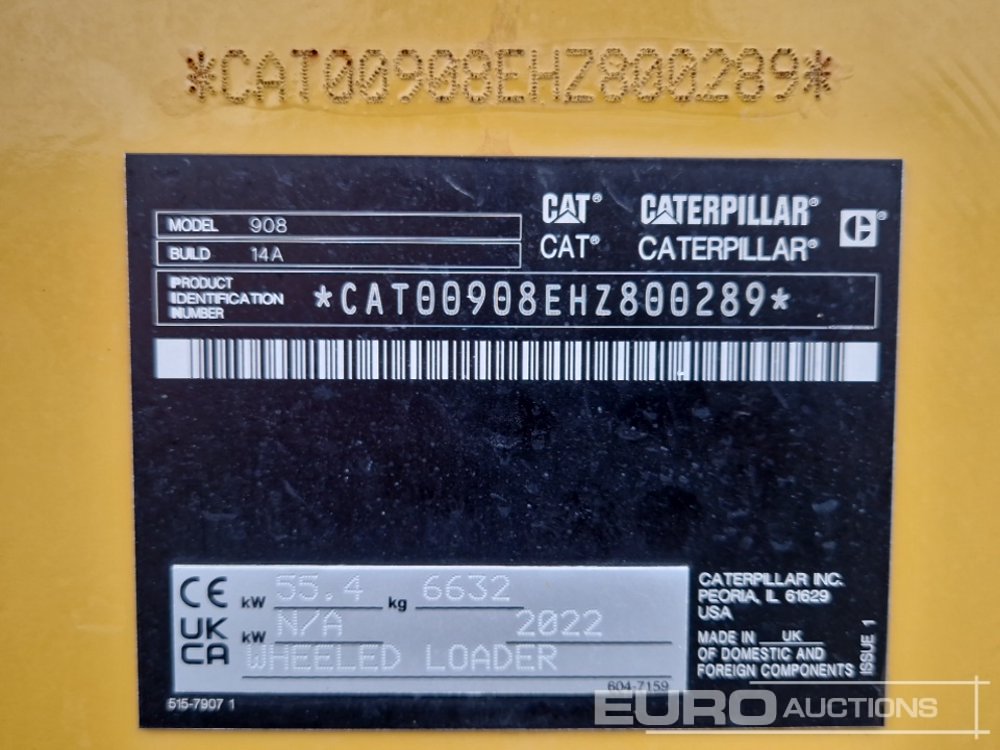 *CAT00908EHZ800289*
MODEL 908
BUILD 14A
CAT® CATERPILLAR®
CAT® CATERPILLAR®
PRODUCT
IDENTIFICATION
NUMBER
*CAT00908EHZ800289*
CE kW 55.4 kg 6632
UK
CA
kW N/A 2022
WHEELED LOADER
604-7159
515-7907 1
CATERPILLAR INC.
PEORIA, IL 61629
USA
MADE IN UK
OF DOMESTIC AND
FOREIGN COMPONENTS
ISSUE 1
EURO AUCTIONS